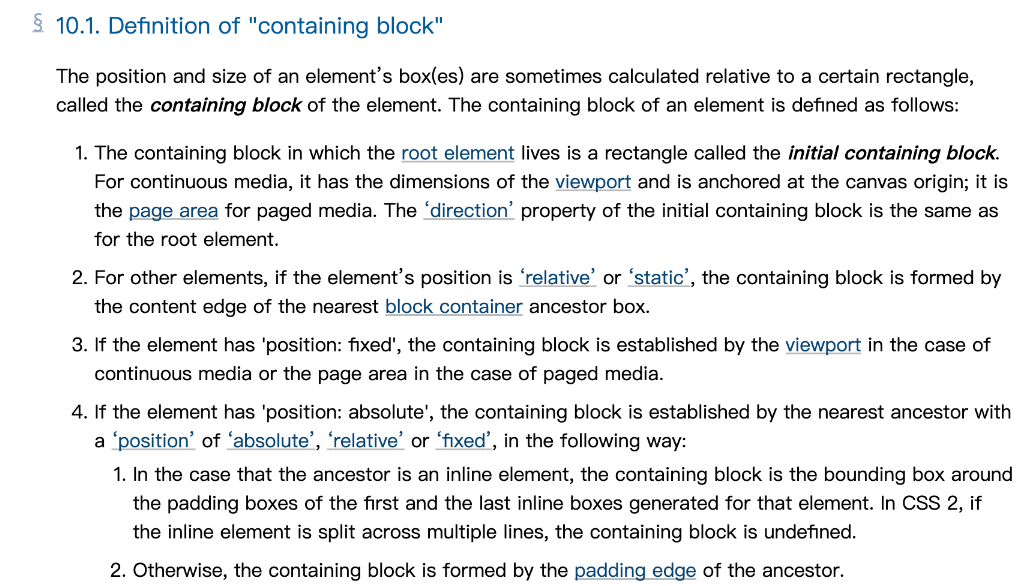 § 10.1. Definition of "containing block"
The position and size of an element’s box(es) are sometimes calculated relative to a certain rectangle,
called the containing block of the element. The containing block of an element is defined as follows:
1. The containing block in which the root element lives is a rectangle called the initial containing block.
For continuous media, it has the dimensions of the viewport and is anchored at the canvas origin; it is
the page area for paged media. The ‘direction’ property of the initial containing block is the same as
for the root element.
2. For other elements, if the element’s position is ‘relative’ or ‘static’, the containing block is formed by
the content edge of the nearest block container ancestor box.
3. If the element has 'position: fixed', the containing block is established by the viewport in the case of
continuous media or the page area in the case of paged media.
4. If the element has 'position: absolute', the containing block is established by the nearest ancestor with
a ‘position’ of ‘absolute’, ‘relative’ or ‘fixed’, in the following way:
1. In the case that the ancestor is an inline element, the containing block is the bounding box around
the padding boxes of the first and the last inline boxes generated for that element. In CSS 2, if
the inline element is split across multiple lines, the containing block is undefined.
2. Otherwise, the containing block is formed by the padding edge of the ancestor.